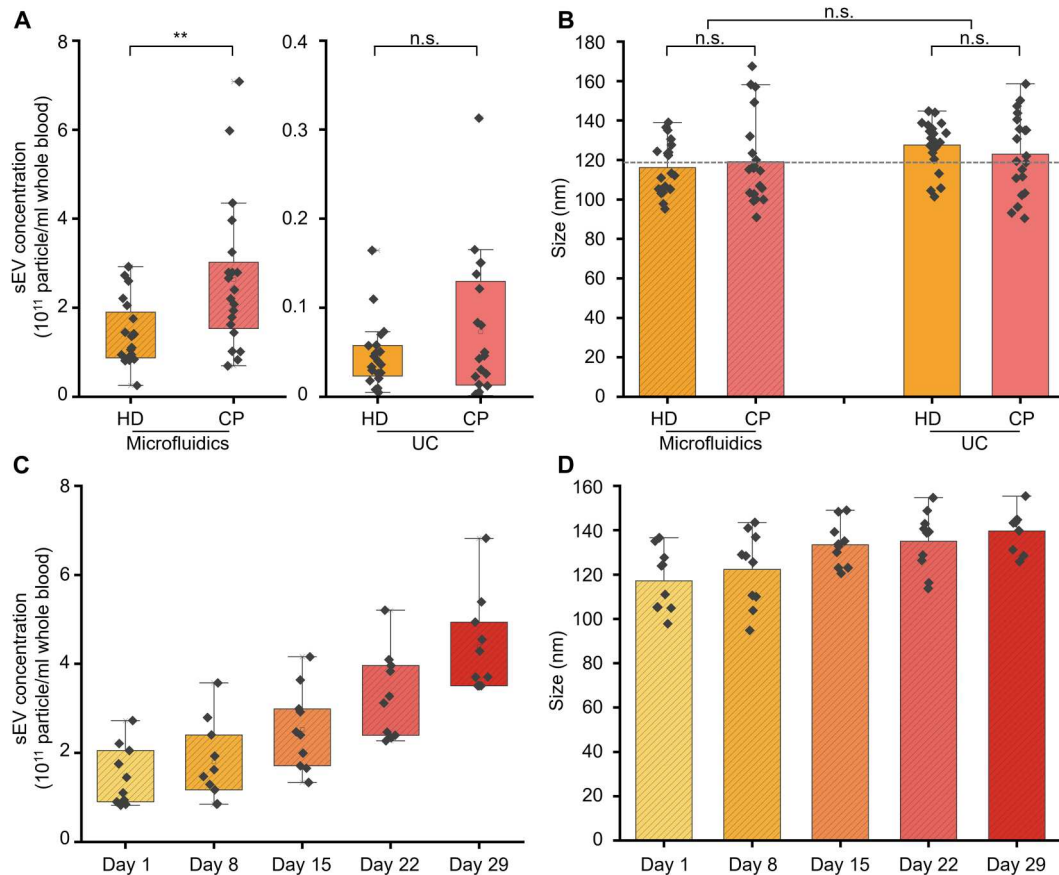 A
sEV concentration
(10¹¹ particle/ml whole blood)
8
6
4
2
0
**
HD
CP
Microfluidics
0.4
0.3
0.2
0.1
0
n.s.
HD
CP
UC
B
Size (nm)
180
160
140
120
100
80
60
40
20
0
n.s.
n.s.
n.s.
HD
CP
HD
CP
Microfluidics
UC
C
sEV concentration
(10¹¹ particle/ml whole blood)
8
6
4
2
0
Day 1
Day 8
Day 15
Day 22
Day 29
D
Size (nm)
160
140
120
100
80
60
40
20
0
Day 1
Day 8
Day 15
Day 22
Day 29